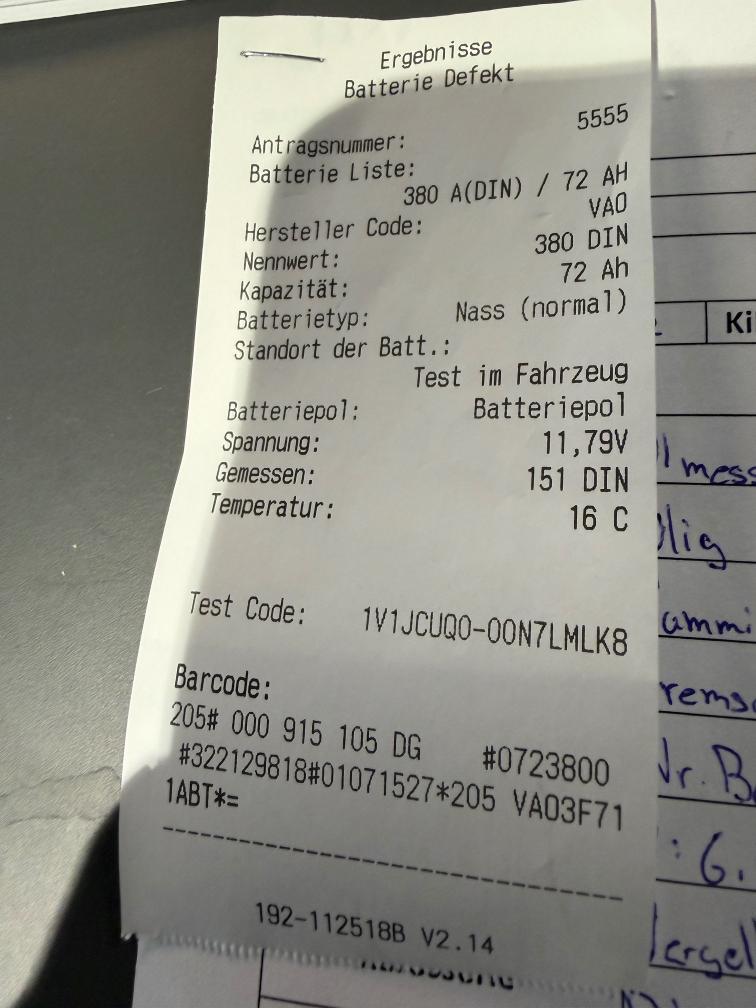 Ergebnisse
Batterie Defekt
Antragsnummer: 5555
Batterie Liste:
380 A(DIN) / 72 AH
Hersteller Code: VAO
Nennwert: 380 DIN
Kapazität: 72 Ah
Batterietyp: Nass (normal)
Standort der Batt.:
Test im Fahrzeug
Batteriepol: Batteriepol
Spannung: 11,79V
Gemessen: 151 DIN
Temperatur: 16 C
Test Code: 1V1JCUQ0-00N7LMLK8
Barcode:
205# 000 915 105 DG #0723800
#322129818#01071527*205 VAO3F71
1ABT*=
192-112518B V2.14
Ki